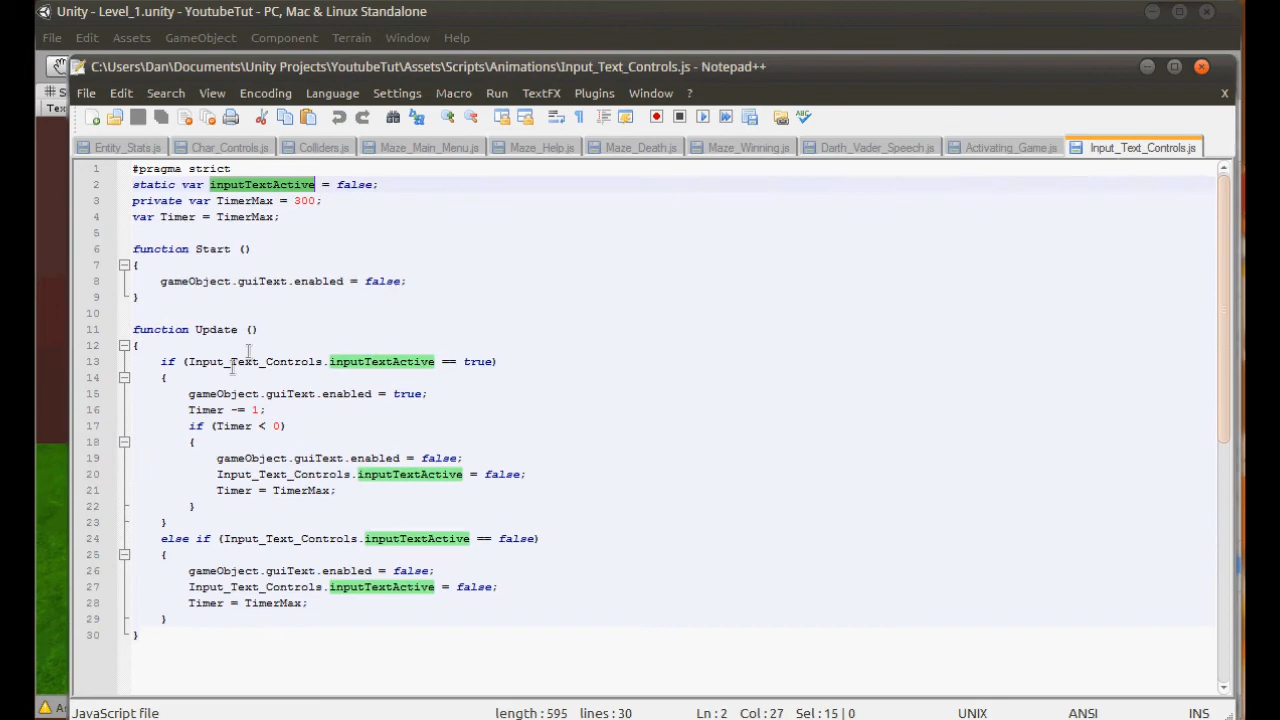 Unity - Level_1.unity - YoutubeTut - PC, Mac & Linux Standalone
File Edit Assets GameObject Component Terrain Window Help
C:\Users\Dan\Documents\Unity Projects\YoutubeTut\Assets\Scripts\Animations\Input_Text_Controls.js - Notepad++
File Edit Search View Encoding Language Settings Macro Run TextFX Plugins Window ? X
Entity_Stats.js Char_Controls.js Colliders.js Maze_Main_Menu.js Maze_Help.js Maze_Death.js Maze_Winning.js Darth_Vader_Speech.js Activating_Game.js Input_Text_Controls.js
1 #pragma strict
2 static var inputTextActive = false;
3 private var TimerMax = 300;
4 var Timer = TimerMax;
5
6 function Start ()
7 {
8 gameObject.guiText.enabled = false;
9 }
10
11 function Update ()
12 {
13 if (Input_Text_Controls.inputTextActive == true)
14 {
15 gameObject.guiText.enabled = true;
16 Timer -= 1;
17 if (Timer < 0)
18 {
19 gameObject.guiText.enabled = false;
20 Input_Text_Controls.inputTextActive = false;
21 Timer = TimerMax;
22 }
23 }
24 else if (Input_Text_Controls.inputTextActive == false)
25 {
26 gameObject.guiText.enabled = false;
27 Input_Text_Controls.inputTextActive = false;
28 Timer = TimerMax;
29 }
30 }
JavaScript file length : 595 lines : 30 Ln : 2 Col : 27 Sel : 15 | 0 UNIX ANSI INS